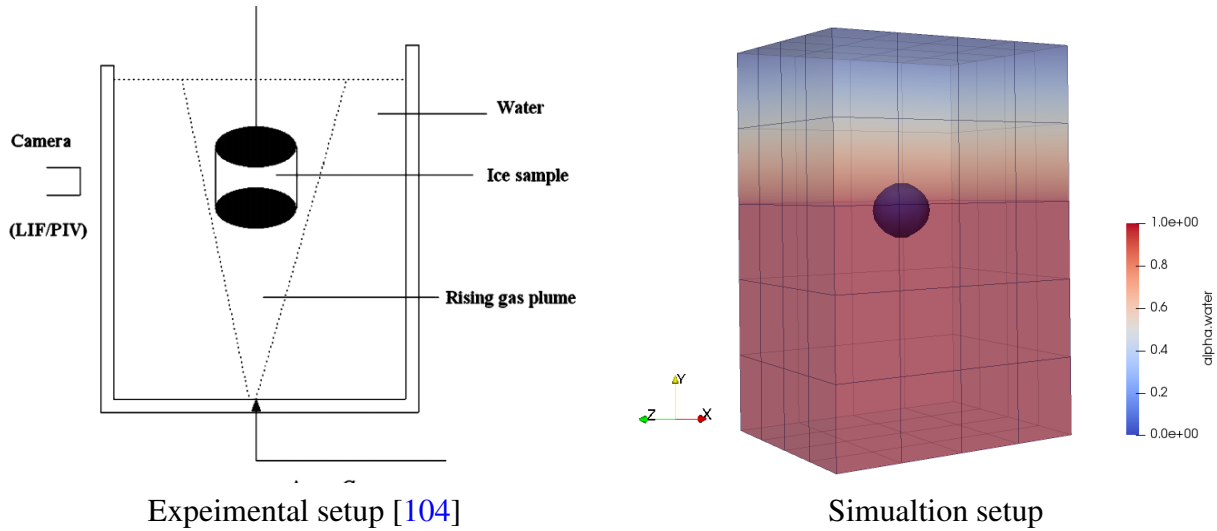 Water
Camera
Ice sample
(LIF/PIV)
Rising gas plume
Expeimental setup [104]
Y
Z
X
1.0e+00
0.8
0.6
0.4
0.2
0.0e+00
alpha.water
Simualtion setup